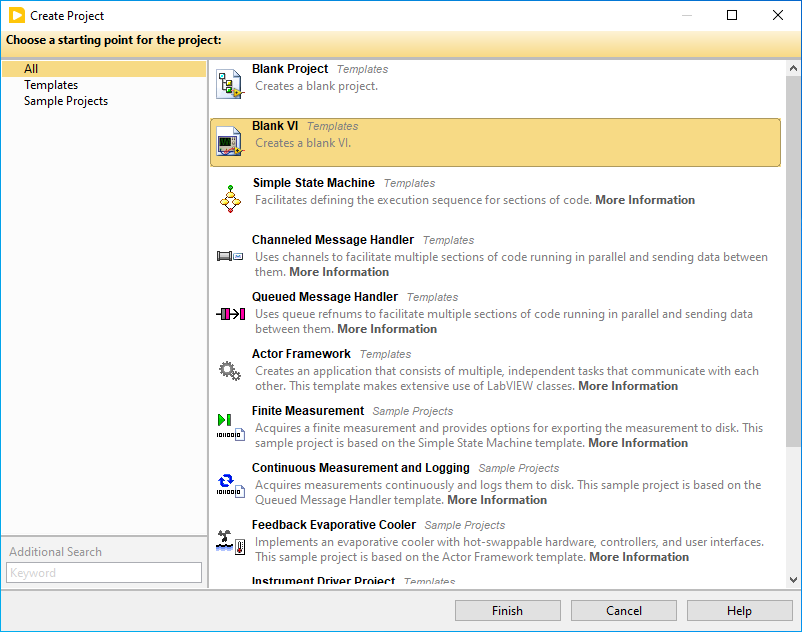 Create Project
Choose a starting point for the project:
All
Templates
Sample Projects
Additional Search
Keyword
Blank Project Templates
Creates a blank project.
Blank VI Templates
Creates a blank VI.
Simple State Machine Templates
Facilitates defining the execution sequence for sections of code. More Information
Channeled Message Handler Templates
Uses channels to facilitate multiple sections of code running in parallel and sending data between
them. More Information
Queued Message Handler Templates
Uses queue refnums to facilitate multiple sections of code running in parallel and sending data
between them. More Information
Actor Framework Templates
Creates an application that consists of multiple, independent tasks that communicate with each
other. This template makes extensive use of LabVIEW classes. More Information
Finite Measurement Sample Projects
Acquires a finite measurement and provides options for exporting the measurement to disk. This
sample project is based on the Simple State Machine template. More Information
Continuous Measurement and Logging Sample Projects
Acquires measurements continuously and logs them to disk. This sample project is based on the
Queued Message Handler template. More Information
Feedback Evaporative Cooler Sample Projects
Implements an evaporative cooler with hot-swappable hardware, controllers, and user interfaces.
This sample project is based on the Actor Framework template. More Information
Instrument Driver Project Templates
Finish
Cancel
Help